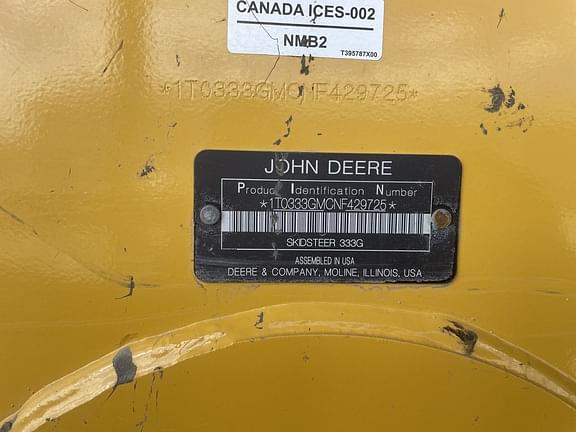 CANADA ICES-002
NMB2
T395787X00
*1T0333GMCNF429725*
JOHN DEERE
Product Identification Number
*1T0333GMCNF429725*
SKIDSTEER 333G
ASSEMBLED IN USA
DEERE & COMPANY, MOLINE, ILLINOIS, USA